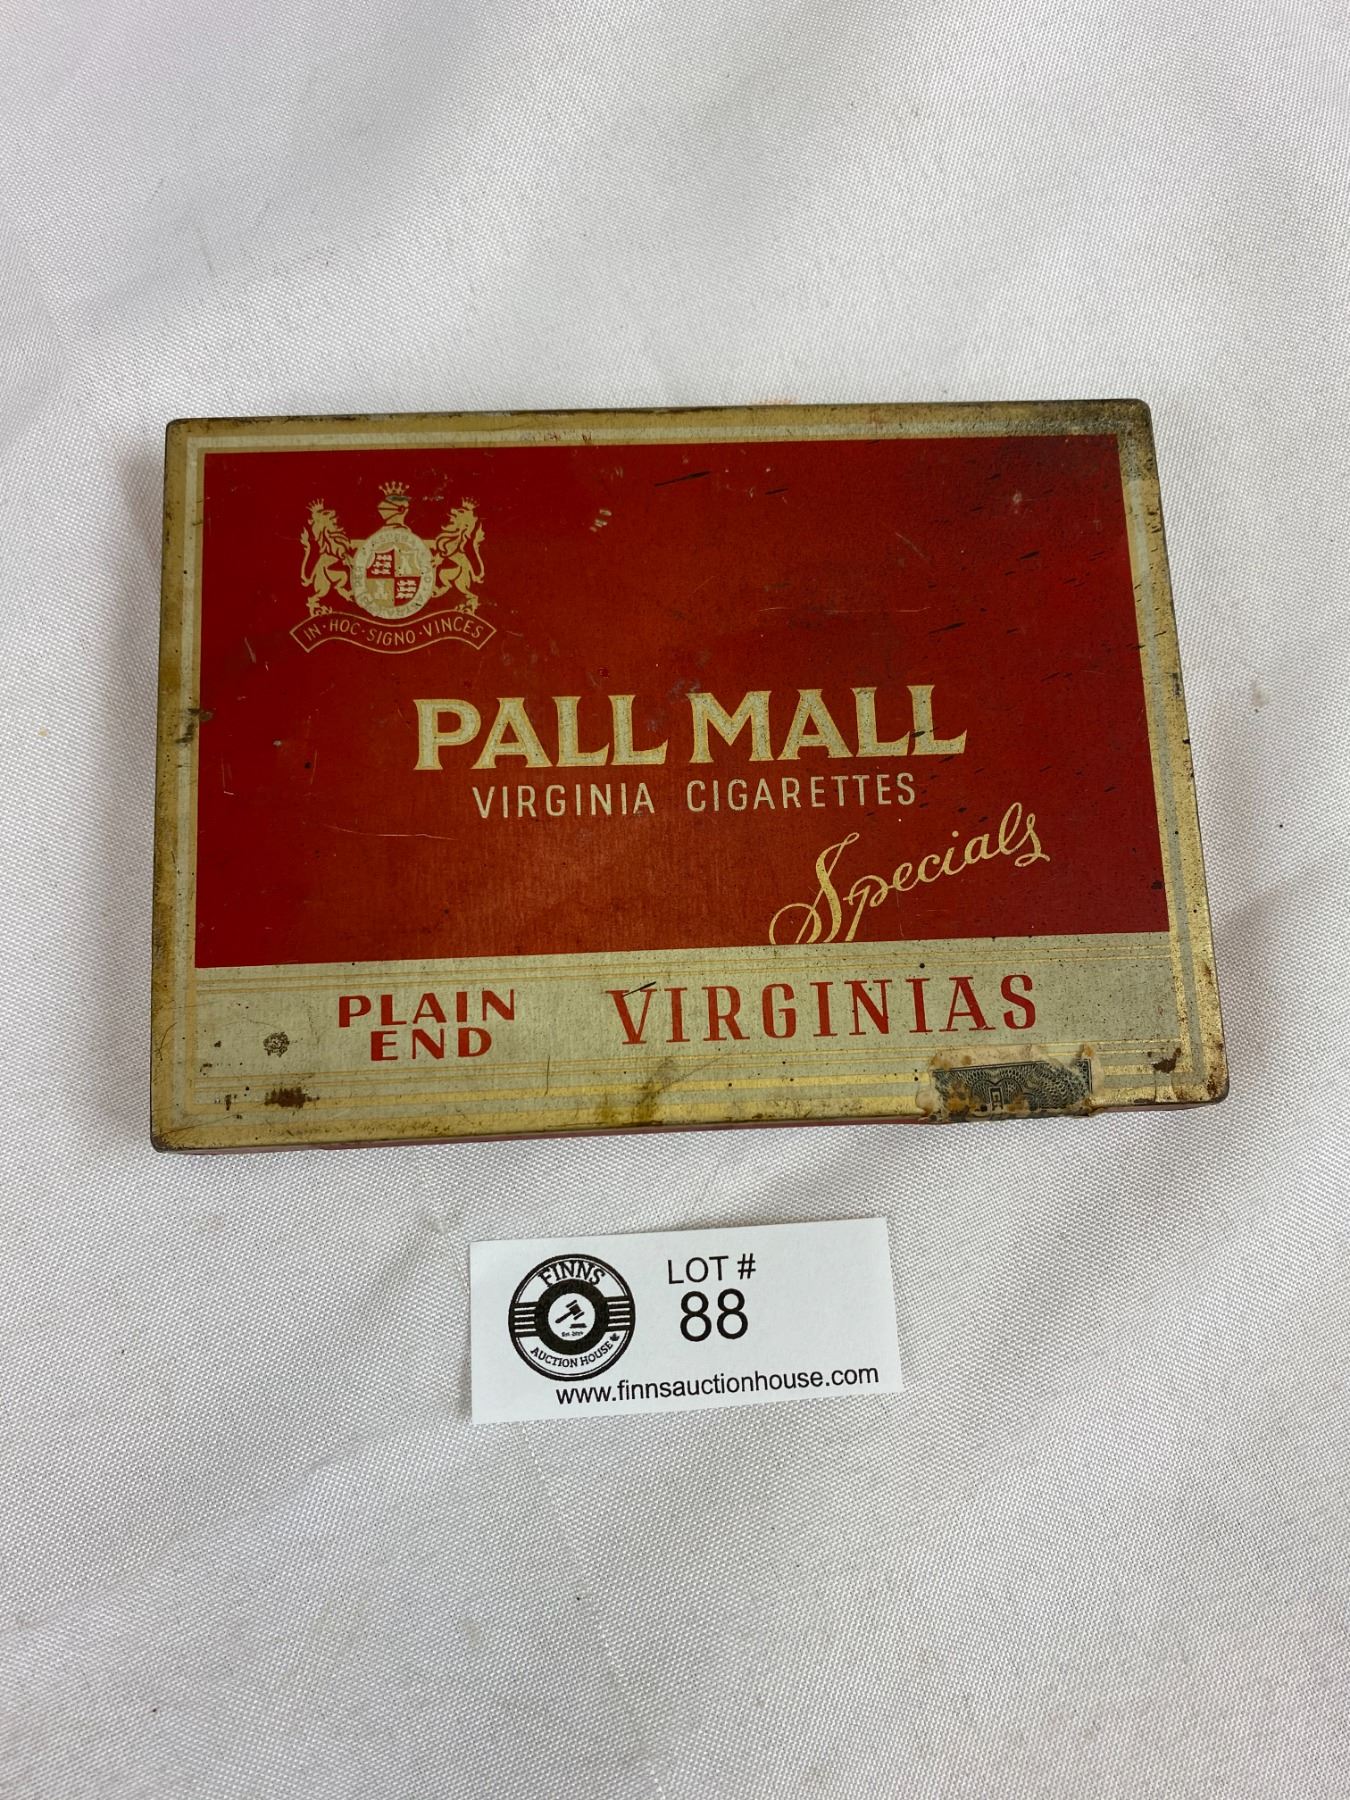 IN·HOC·SIGNO·VINCES
PALL MALL
VIRGINIA CIGARETTES
Specials
PLAIN
END
VIRGINIAS
FINNS
AUCTION HOUSE
LOT #
88
www.finnsauctionhouse.com